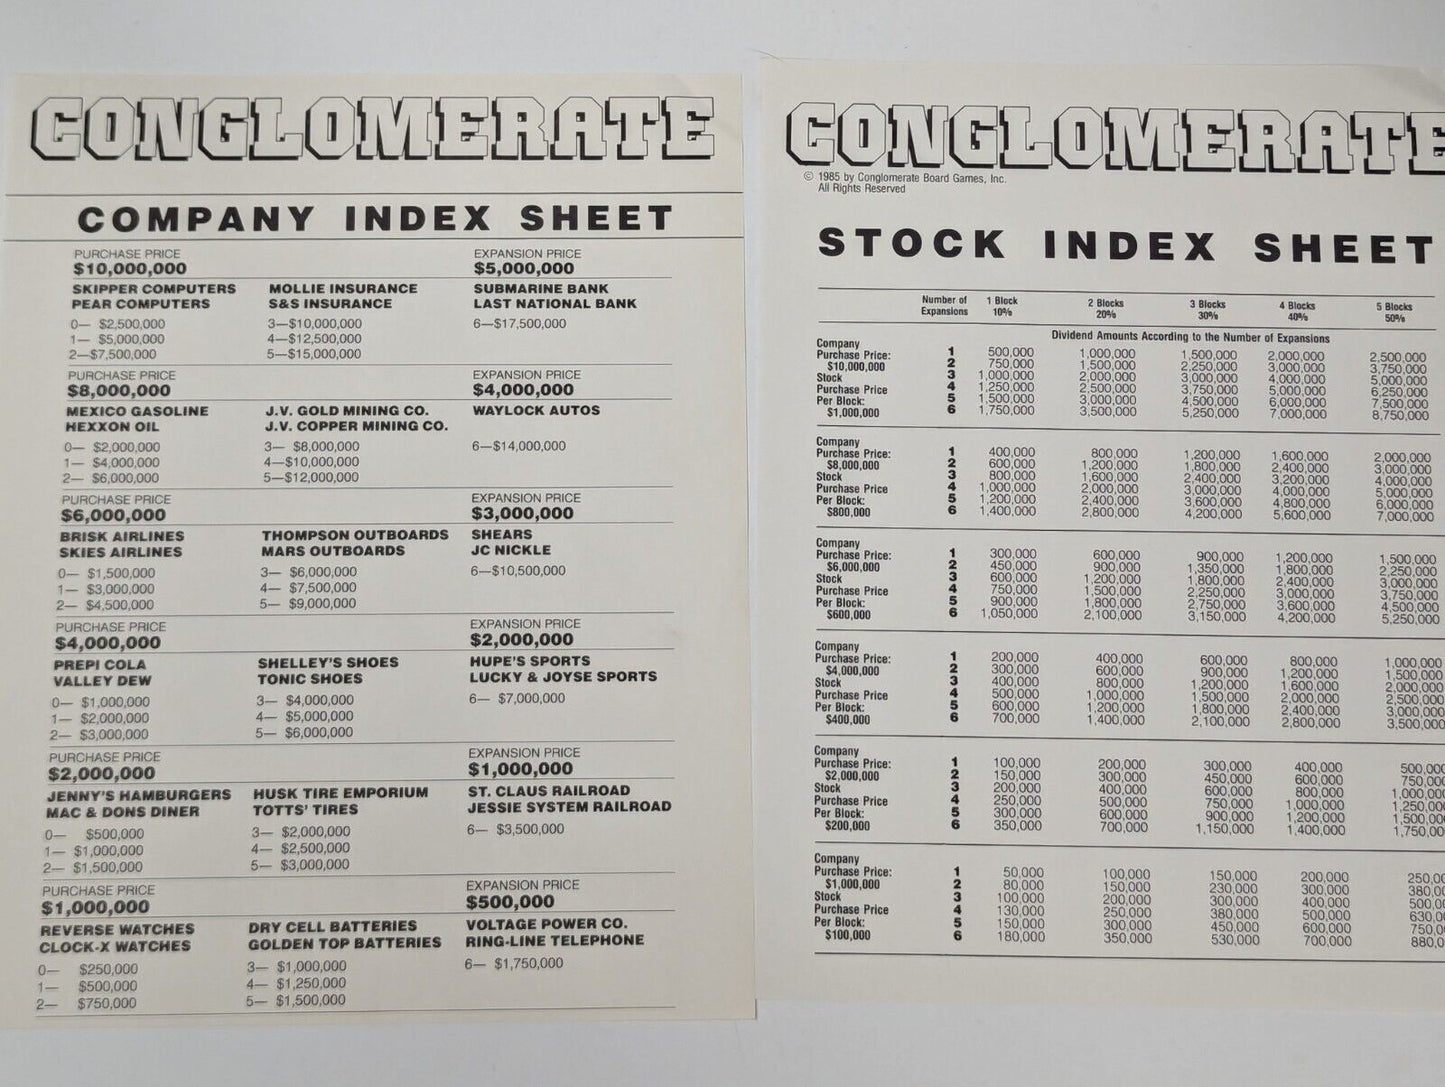 CONGLOMERATE
COMPANY INDEX SHEET
PURCHASE PRICE EXPANSION PRICE
$10,000,000 $5,000,000
SKIPPER COMPUTERS MOLLIE INSURANCE SUBMARINE BANK
PEAR COMPUTERS S&S INSURANCE LAST NATIONAL BANK
0— $2,500,000 3—$10,000,000 6—$17,500,000
1— $5,000,000 4—$12,500,000
2—$7,500,000 5—$15,000,000
PURCHASE PRICE EXPANSION PRICE
$8,000,000 $4,000,000
MEXICO GASOLINE J.V. GOLD MINING CO. WAYLOCK AUTOS
HEXXON OIL J.V. COPPER MINING CO.
0— $2,000,000 3— $8,000,000 6—$14,000,000
1— $4,000,000 4—$10,000,000
2— $6,000,000 5—$12,000,000
PURCHASE PRICE EXPANSION PRICE
$6,000,000 $3,000,000
BRISK AIRLINES THOMPSON OUTBOARDS SHEARS
SKIES AIRLINES MARS OUTBOARDS JC NICKLE
0— $1,500,000 3— $6,000,000 6—$10,500,000
1— $3,000,000 4— $7,500,000
2— $4,500,000 5— $9,000,000
PURCHASE PRICE EXPANSION PRICE
$4,000,000 $2,000,000
PREPI COLA SHELLEY'S SHOES HUPE'S SPORTS
VALLEY DEW TONIC SHOES LUCKY & JOYSE SPORTS
0— $1,000,000 3— $4,000,000 6— $7,000,000
1— $2,000,000 4— $5,000,000
2— $3,000,000 5— $6,000,000
PURCHASE PRICE EXPANSION PRICE
$2,000,000 $1,000,000
JENNY'S HAMBURGERS HUSK TIRE EMPORIUM ST. CLAUS RAILROAD
MAC & DONS DINER TOTTS' TIRES JESSIE SYSTEM RAILROAD
0— $500,000 3— $2,000,000 6— $3,500,000
1— $1,000,000 4— $2,500,000
2— $1,500,000 5— $3,000,000
PURCHASE PRICE EXPANSION PRICE
$1,000,000 $500,000
REVERSE WATCHES DRY CELL BATTERIES VOLTAGE POWER CO.
CLOCK-X WATCHES GOLDEN TOP BATTERIES RING-LINE TELEPHONE
0— $250,000 3— $1,000,000 6— $1,750,000
1— $500,000 4— $1,250,000
2— $750,000 5— $1,500,000
CONGLOMERATE
© 1985 by Conglomerate Board Games, Inc.
All Rights Reserved
STOCK INDEX SHEET
Number of 1 Block 2 Blocks 3 Blocks 4 Blocks 5 Blocks
Expansions 10% 20% 30% 40% 50%
Dividend Amounts According to the Number of Expansions
Company
Purchase Price: 1 500,000 1,000,000 1,500,000 2,000,000 2,500,000
$10,000,000 2 750,000 1,500,000 2,250,000 3,000,000 3,750,000
Stock 3 1,000,000 2,000,000 3,000,000 4,000,000 5,000,000
Purchase Price 4 1,250,000 2,500,000 3,750,000 5,000,000 6,250,000
Per Block: 5 1,500,000 3,000,000 4,500,000 6,000,000 7,500,000
$1,000,000 6 1,750,000 3,500,000 5,250,000 7,000,000 8,750,000
Company
Purchase Price: 1 400,000 800,000 1,200,000 1,600,000 2,000,000
$8,000,000 2 600,000 1,200,000 1,800,000 2,400,000 3,000,000
Stock 3 800,000 1,600,000 2,400,000 3,200,000 4,000,000
Purchase Price 4 1,000,000 2,000,000 3,000,000 4,000,000 5,000,000
Per Block: 5 1,200,000 2,400,000 3,600,000 4,800,000 6,000,000
$800,000 6 1,400,000 2,800,000 4,200,000 5,600,000 7,000,000
Company
Purchase Price: 1 300,000 600,000 900,000 1,200,000 1,500,000
$6,000,000 2 450,000 900,000 1,350,000 1,800,000 2,250,000
Stock 3 600,000 1,200,000 1,800,000 2,400,000 3,000,000
Purchase Price 4 750,000 1,500,000 2,250,000 3,000,000 3,750,000
Per Block: 5 900,000 1,800,000 2,750,000 3,600,000 4,500,000
$600,000 6 1,050,000 2,100,000 3,150,000 4,200,000 5,250,000
Company
Purchase Price: 1 200,000 400,000 600,000 800,000 1,000,000
$4,000,000 2 300,000 600,000 900,000 1,200,000 1,500,000
Stock 3 400,000 800,000 1,200,000 1,600,000 2,000,000
Purchase Price 4 500,000 1,000,000 1,500,000 2,000,000 2,500,000
Per Block: 5 600,000 1,200,000 1,800,000 2,400,000 3,000,000
$400,000 6 700,000 1,400,000 2,100,000 2,800,000 3,500,000
Company
Purchase Price: 1 100,000 200,000 300,000 400,000 500,000
$2,000,000 2 150,000 300,000 450,000 600,000 750,00
Stock 3 200,000 400,000 600,000 800,000 1,000,00
Purchase Price 4 250,000 500,000 750,000 1,000,000 1,250,00
Per Block: 5 300,000 600,000 900,000 1,200,000 1,500,00
$200,000 6 350,000 700,000 1,150,000 1,400,000 1,750,00
Company
Purchase Price: 1 50,000 100,000 150,000 200,000 250,00
$1,000,000 2 80,000 150,000 230,000 300,000 380,0
Stock 3 100,000 200,000 300,000 400,000 500,0
Purchase Price 4 130,000 250,000 380,000 500,000 630,0
Per Block: 5 150,000 300,000 450,000 600,000 750,0
$100,000 6 180,000 350,000 530,000 700,000 880,0